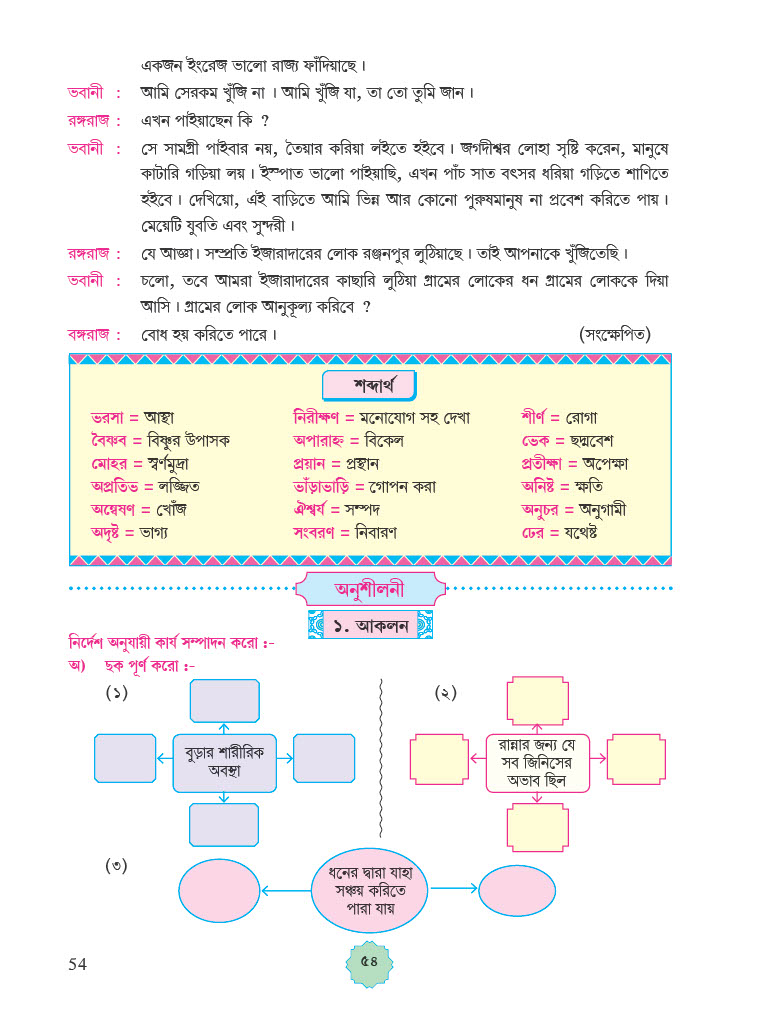 একজন ইংরেজ ভালো রাজ্য ফাঁদিয়াছে।
ভবানী : আমি সেরকম খুঁজি না । আমি খুঁজি যা, তা তো তুমি জান।
রঙ্গরাজ : এখন পাইয়াছেন কি ?
ভবানী : সে সামগ্রী পাইবার নয়, তৈয়ার করিয়া লইতে হইবে। জগদীশ্বর লোহা সৃষ্টি করেন, মানুষে
কাটারি গড়িয়া লয়। ইস্পাত ভালো পাইয়াছি, এখন পাঁচ সাত বৎসর ধরিয়া গড়িতে শাণিতে
হইবে। দেখিয়ো, এই বাড়িতে আমি ভিন্ন আর কোনো পুরুষমানুষ না প্রবেশ করিতে পায়।
মেয়েটি যুবতি এবং সুন্দরী।
রঙ্গরাজ : যে আজ্ঞা। সম্প্রতি ইজারাদারের লোক রঞ্জনপুর লুঠিয়াছে। তাই আপনাকে খুঁজিতেছি।
ভবানী : চলো, তবে আমরা ইজারাদারের কাছারি লুঠিয়া গ্রামের লোকের ধন গ্রামের লোককে দিয়া
আসি। গ্রামের লোক আনুকূল্য করিবে ?
বঙ্গরাজ : বোধ হয় করিতে পারে। (সংক্ষেপিত)
শব্দার্থ
ভরসা = আস্থা নিরীক্ষণ = মনোযোগ সহ দেখা শীর্ণ = রোগা
বৈষ্ণব = বিষ্ণুর উপাসক অপারাহ্ন = বিকেল ভেক = ছদ্মবেশ
মোহর = স্বর্ণমুদ্রা প্রয়ান = প্রস্থান প্রতীক্ষা = অপেক্ষা
অপ্রতিভ = লজ্জিত ভাঁড়াভাড়ি = গোপন করা অনিষ্ট = ক্ষতি
অন্বেষণ = খোঁজ ঐশ্বর্য = সম্পদ অনুচর = অনুগামী
অদৃষ্ট = ভাগ্য সংবরণ = নিবারণ ঢের = যথেষ্ট
অনুশীলনী
১. আকলন
নির্দেশ অনুযায়ী কার্য সম্পাদন করো :-
অ) ছক পূর্ণ করো :-
(১) (২)
বুড়ার শারীরিক
অবস্থা
রান্নার জন্য যে
সব জিনিসের
অভাব ছিল
(৩)
ধনের দ্বারা যাহা
সঞ্চয় করিতে
পারা যায়
54 ৫৪